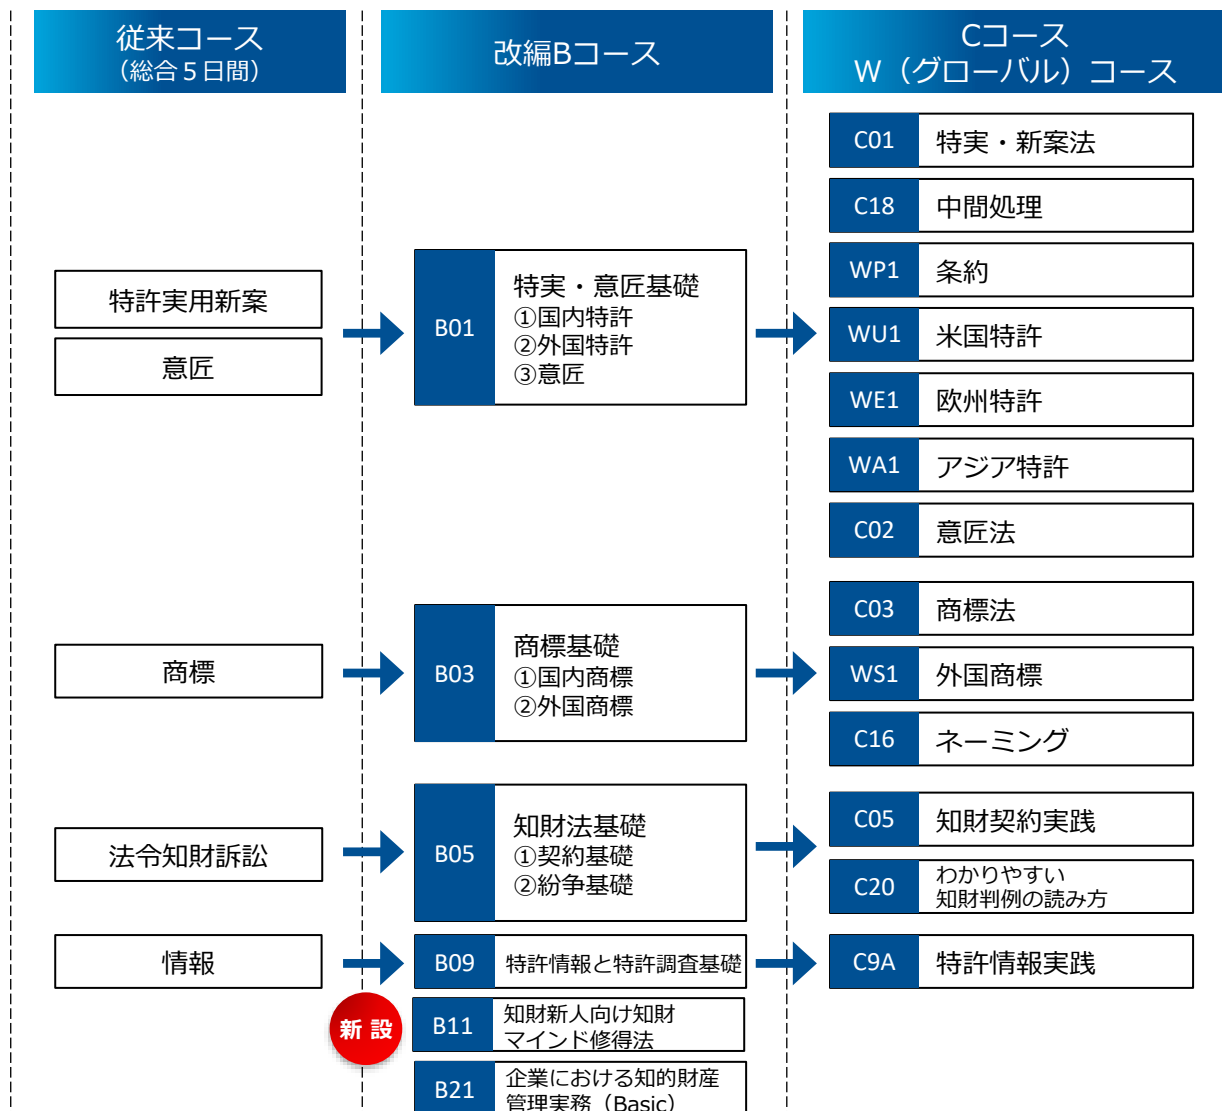 従来コース
（総合５日間）
改編Bコース
Cコース
W（グローバル）コース
特許実用新案
意匠
B01
特実・意匠基礎
①国内特許
②外国特許
③意匠
C01
特実・新案法
C18
中間処理
WP1
条約
WU1
米国特許
WE1
欧州特許
WA1
アジア特許
C02
意匠法
商標
B03
商標基礎
①国内商標
②外国商標
C03
商標法
WS1
外国商標
C16
ネーミング
法令知財訴訟
B05
知財法基礎
①契約基礎
②紛争基礎
C05
知財契約実践
C20
わかりやすい
知財判例の読み方
情報
B09
特許情報と特許調査基礎
C9A
特許情報実践
新 設
B11
知財新人向け知財
マインド修得法
B21
企業における知的財産
管理実務（Basic）